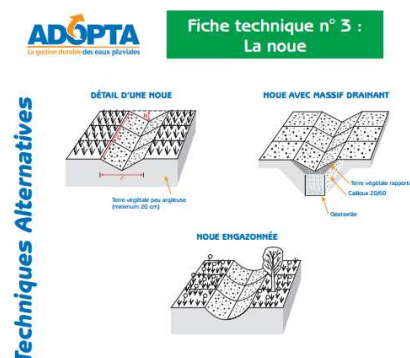 ADOPTA
La gestion durable des eaux pluviales
Fiche technique n° 3 :
La noue
Techniques Alternatives
DÉTAIL D'UNE NOUE
Terre végétale peu argileuse
(minimum 20 cm)
NOUE AVEC MASSIF DRAINANT
Terre végétale rapporté
Cailloux 20/60
Géotextile
NOUE ENGAZONNÉE